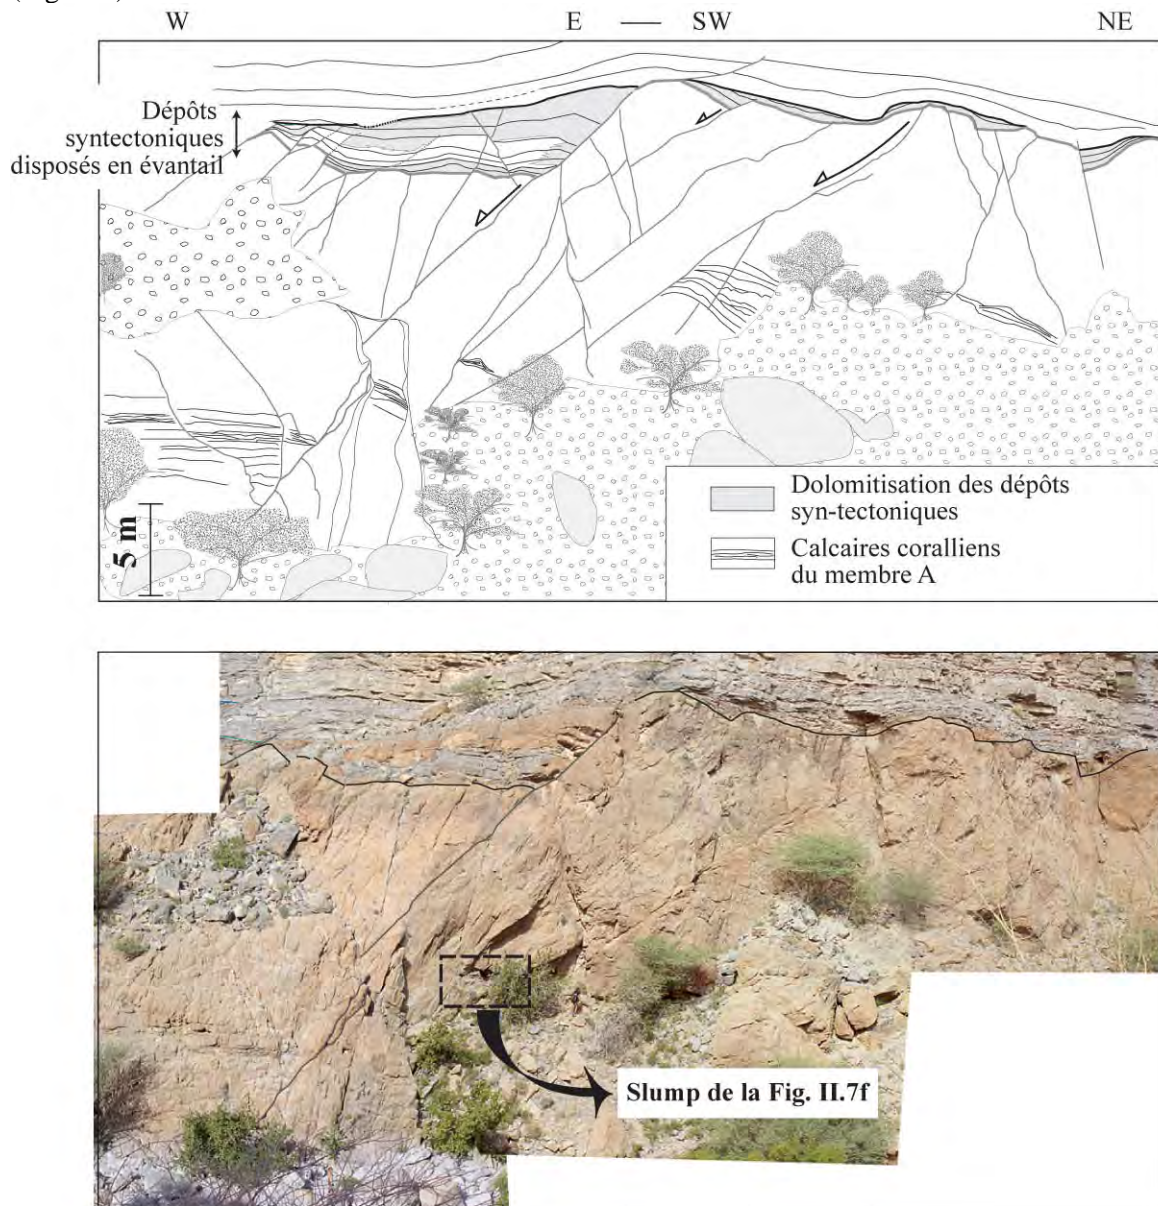 W E — SW NE
Dépôts
syntectoniques
disposés en évantail
5 m
Dolomitisation des dépôts
syn-tectoniques
Calcaires coralliens
du membre A
Slump de la Fig. II.7f